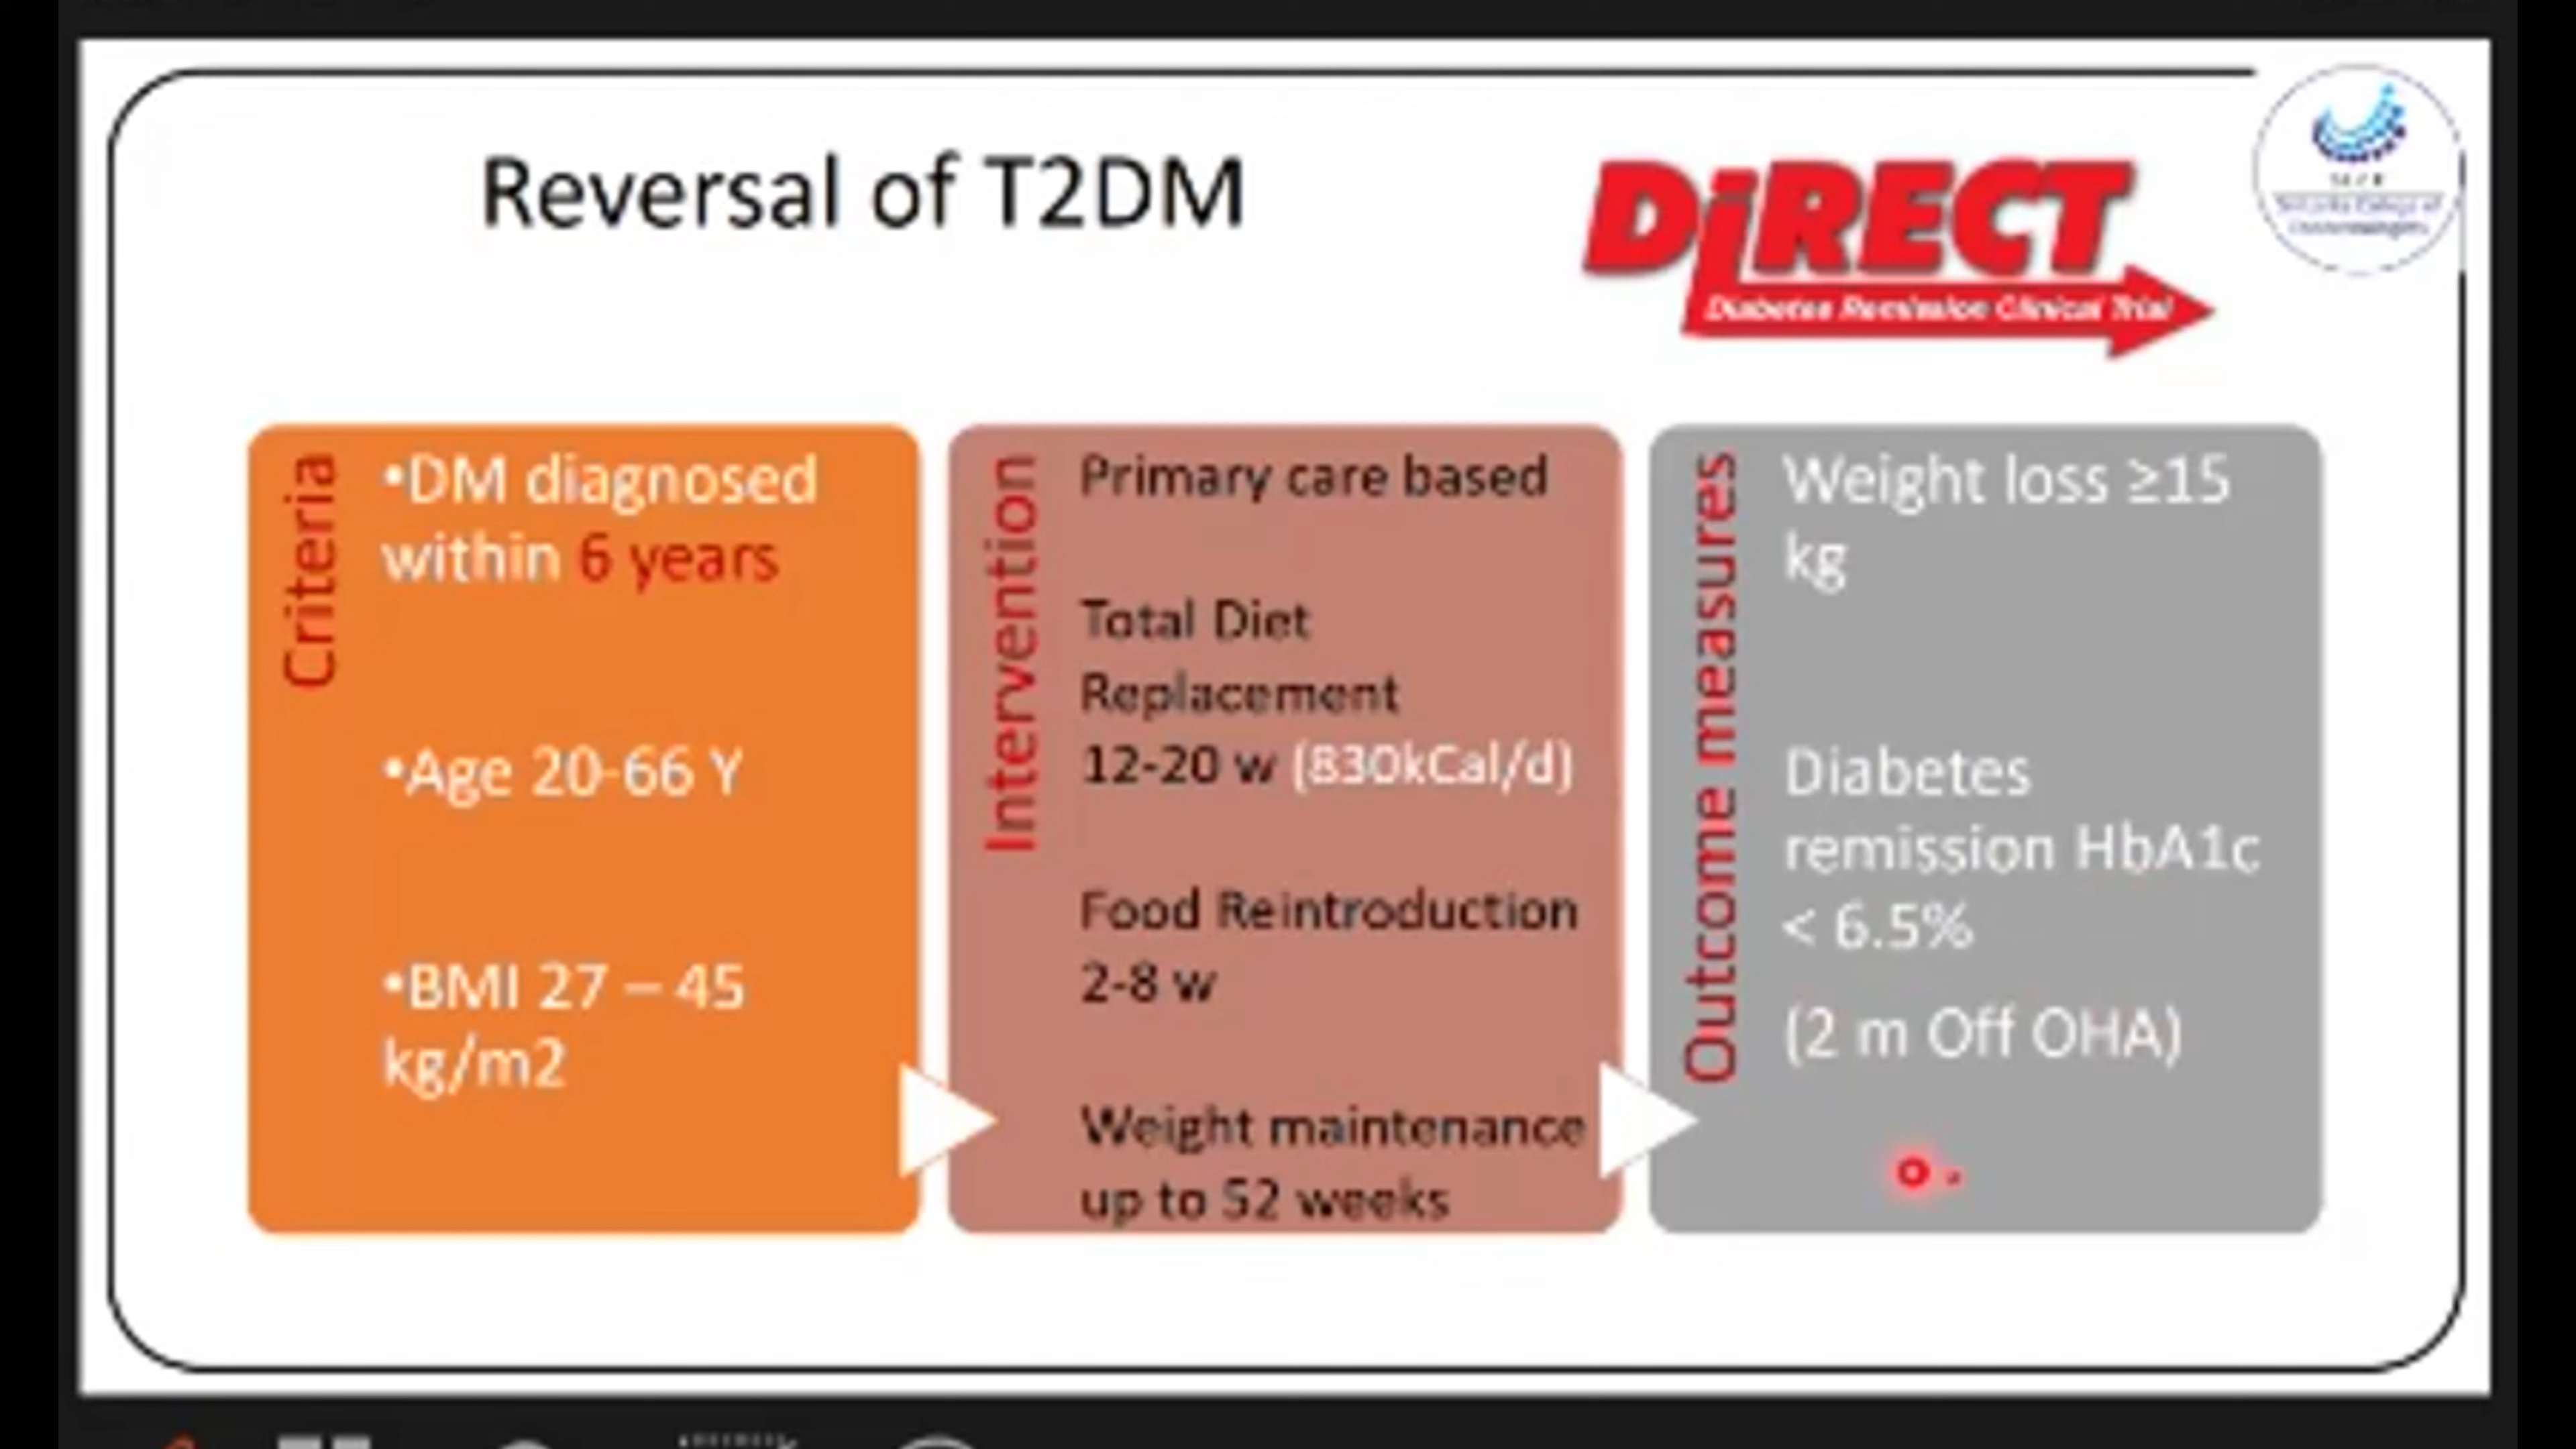 Reversal of T2DM
DiRECT
Diabetes Remission Clinical Trial
Criteria
•DM diagnosed
within 6 years
•Age 20-66 Y
•BMI 27 – 45
kg/m2
Intervention
Primary care based
Total Diet
Replacement
12-20 w (830kCal/d)
Food Reintroduction
2-8 w
Weight maintenance
up to 52 weeks
Outcome measures
Weight loss ≥15
kg
Diabetes
remission HbA1c
< 6.5%
(2 m Off OHA)